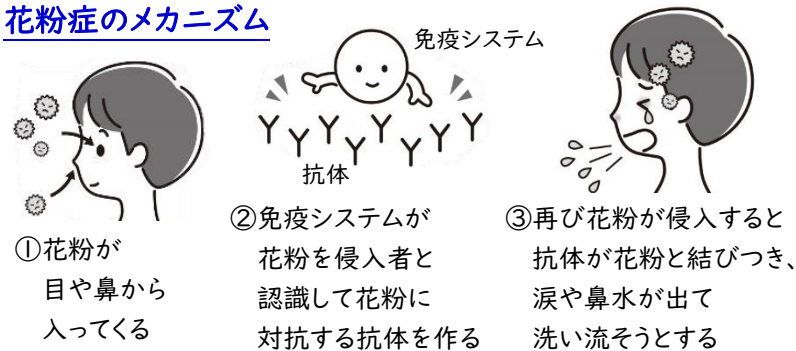 花粉症のメカニズム
免疫システム
抗体
①花粉が
目や鼻から
入ってくる
②免疫システムが
花粉を侵入者と
認識して花粉に
対抗する抗体を作る
③再び花粉が侵入すると
抗体が花粉と結びつき、
涙や鼻水が出て
洗い流そうとする